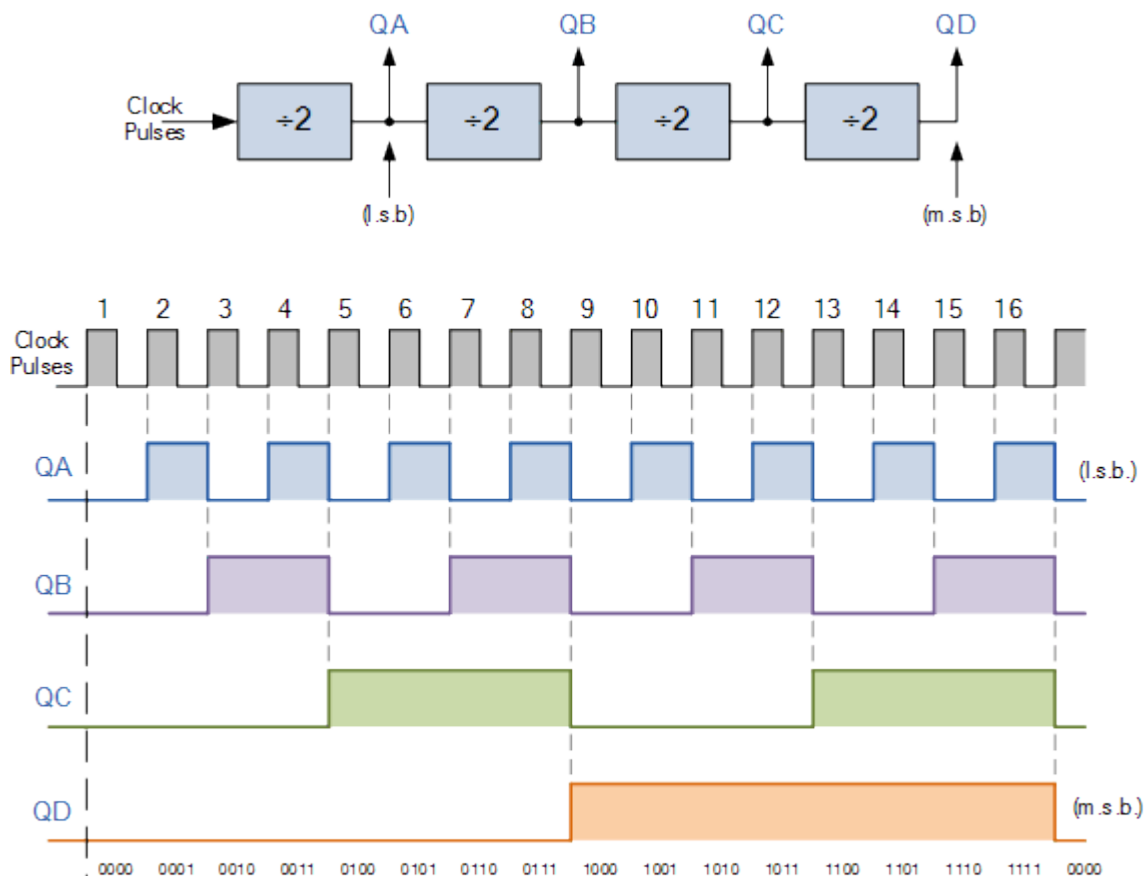 QA QB QC QD
Clock
Pulses
÷2 ÷2 ÷2 ÷2
(l.s.b) (m.s.b)
1 2 3 4 5 6 7 8 9 10 11 12 13 14 15 16
Clock
Pulses
QA (l.s.b.)
QB
QC
QD (m.s.b.)
0000 0001 0010 0011 0100 0101 0110 0111 1000 1001 1010 1011 1100 1101 1110 1111 0000